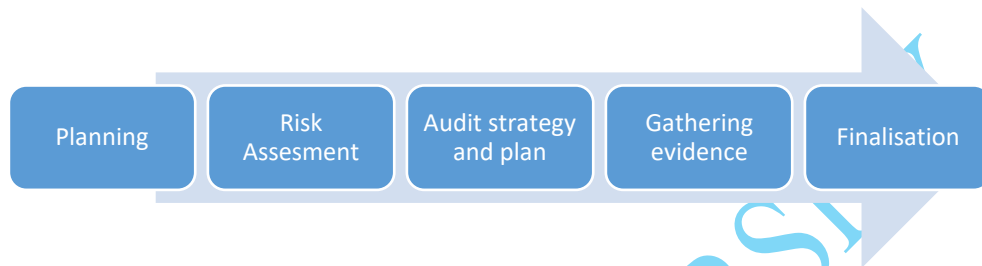 Planning
Risk
Assesment
Audit strategy
and plan
Gathering
evidence
Finalisation